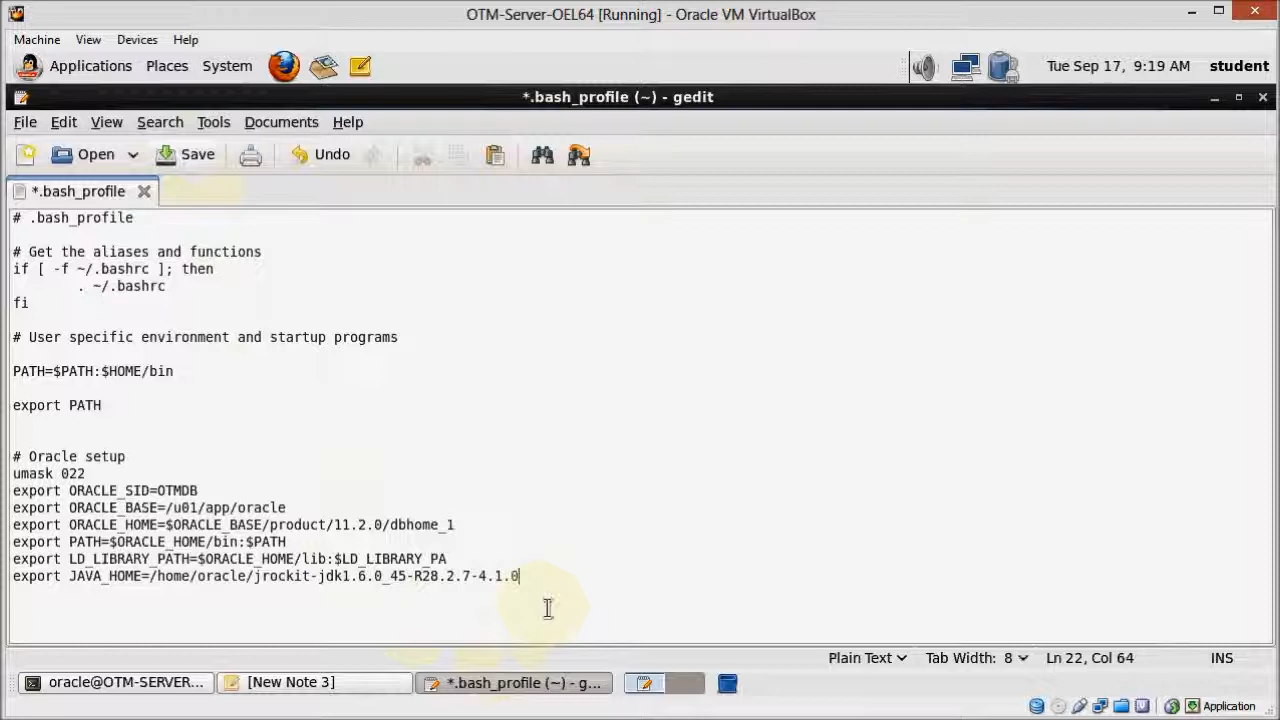 OTM-Server-OEL64 [Running] - Oracle VM VirtualBox
Machine View Devices Help
Applications Places System Tue Sep 17, 9:19 AM student
*.bash_profile (~) - gedit
File Edit View Search Tools Documents Help
Open Save Undo
*.bash_profile
# .bash_profile
# Get the aliases and functions
if [ -f ~/.bashrc ]; then
. ~/.bashrc
fi
# User specific environment and startup programs
PATH=$PATH:$HOME/bin
export PATH
# Oracle setup
umask 022
export ORACLE_SID=OTMDB
export ORACLE_BASE=/u01/app/oracle
export ORACLE_HOME=$ORACLE_BASE/product/11.2.0/dbhome_1
export PATH=$ORACLE_HOME/bin:$PATH
export LD_LIBRARY_PATH=$ORACLE_HOME/lib:$LD_LIBRARY_PA
export JAVA_HOME=/home/oracle/jrockit-jdk1.6.0_45-R28.2.7-4.1.0
Plain Text Tab Width: 8 Ln 22, Col 64 INS
oracle@OTM-SERVER... [New Note 3] *.bash_profile (~) - g...
Application